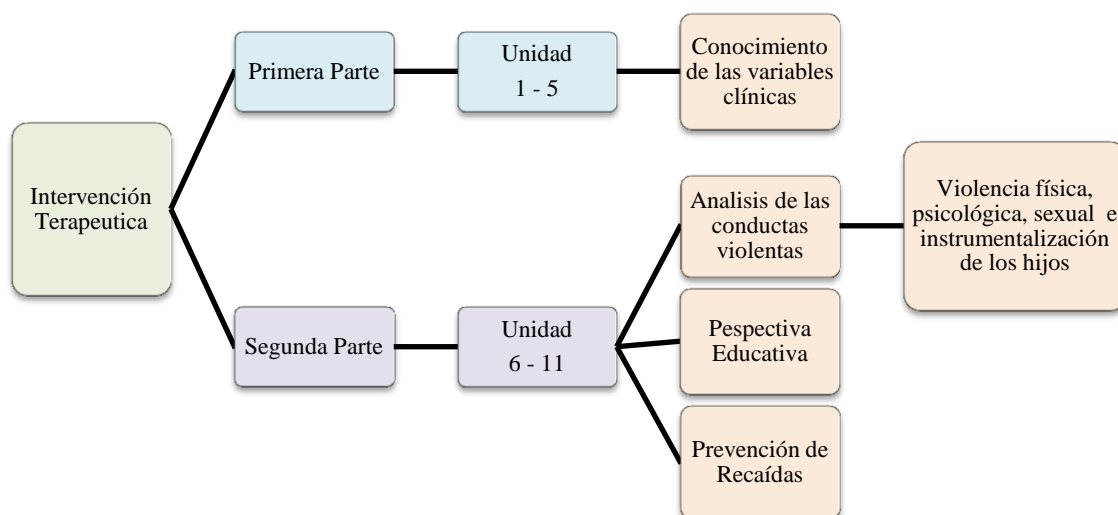 Intervención
Terapeutica
Primera Parte
Unidad
1 - 5
Conocimiento
de las variables
clínicas
Segunda Parte
Unidad
6 - 11
Analisis de las
conductas
violentas
Violencia física,
psicológica, sexual e
instrumentalización
de los hijos
Pespectiva
Educativa
Prevención de
Recaídas